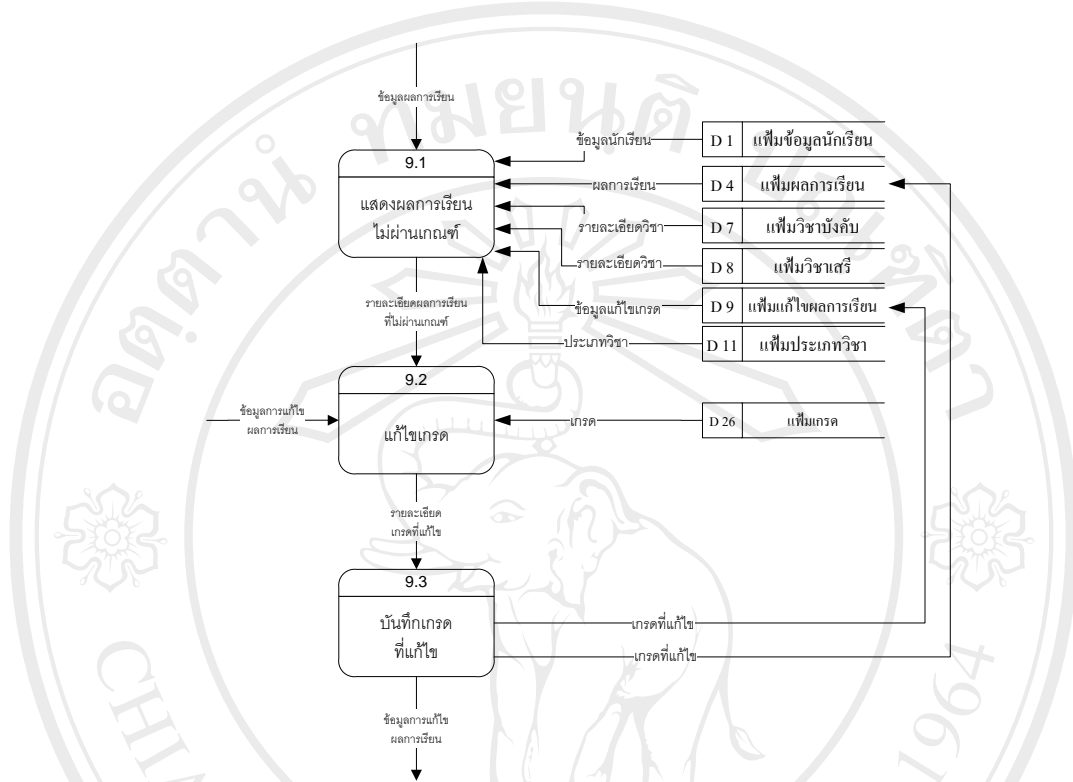 ข้อมูลผลการเรียน
9.1
แสดงผลการเรียน
ไม่ผ่านเกณฑ์
ข้อมูลนักเรียน
D 1 แฟ้มข้อมูลนักเรียน
ผลการเรียน
D 4 แฟ้มผลการเรียน
รายละเอียดวิชา
D 7 แฟ้มวิชาบังคับ
รายละเอียดวิชา
D 8 แฟ้มวิชาเสรี
ข้อมูลแก้ไขเกรด
D 9 แฟ้มแก้ไขผลการเรียน
ประเภทวิชา
D 11 แฟ้มประเภทวิชา
รายละเอียดผลการเรียน
ที่ไม่ผ่านเกณฑ์
9.2
แก้ไขเกรด
ข้อมูลการแก้ไข
ผลการเรียน
เกรด
D 26 แฟ้มเกรด
รายละเอียด
เกรดที่แก้ไข
9.3
บันทึกเกรด
ที่แก้ไข
เกรดที่แก้ไข
เกรดที่แก้ไข
ข้อมูลการแก้ไข
ผลการเรียน
1964